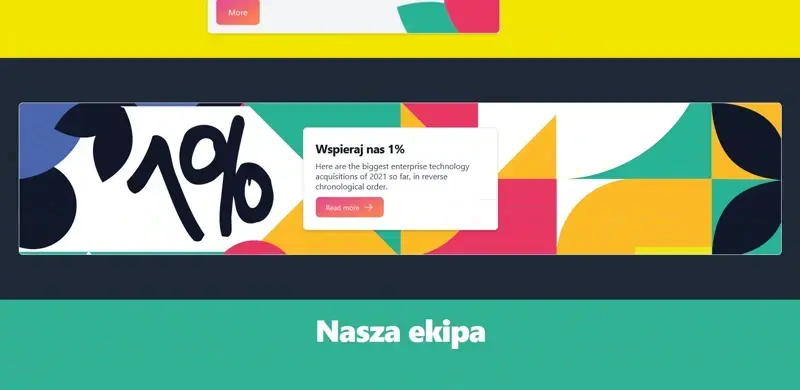 More
1%
Wspieraj nas 1%
Here are the biggest enterprise technology
acquisitions of 2021 so far, in reverse
chronological order.
Read more
Nasza ekipa